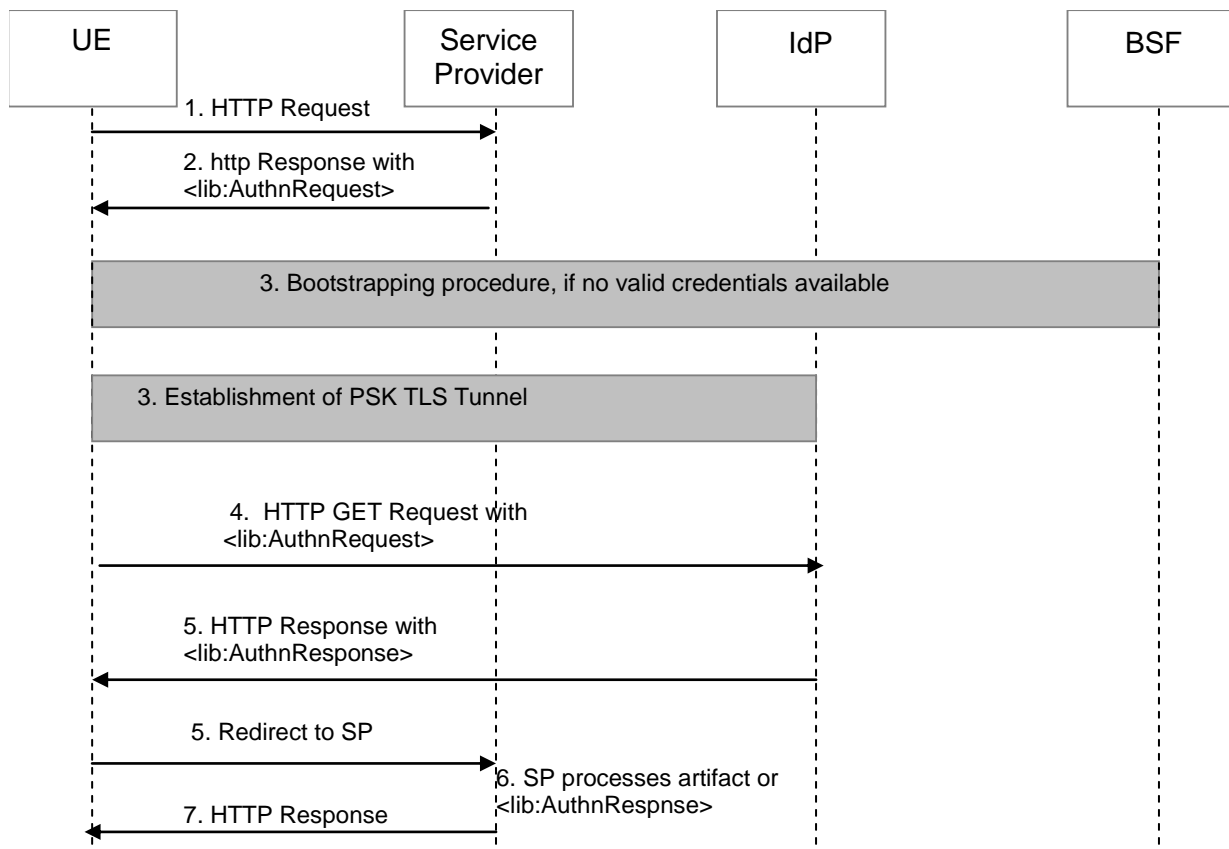 UE
Service
Provider
IdP
BSF
1. HTTP Request
2. http Response with
<lib:AuthnRequest>
3. Bootstrapping procedure, if no valid credentials available
3. Establishment of PSK TLS Tunnel
4. HTTP GET Request with
<lib:AuthnRequest>
5. HTTP Response with
<lib:AuthnResponse>
5. Redirect to SP
6. SP processes artifact or
<lib:AuthnRespnse>
7. HTTP Response